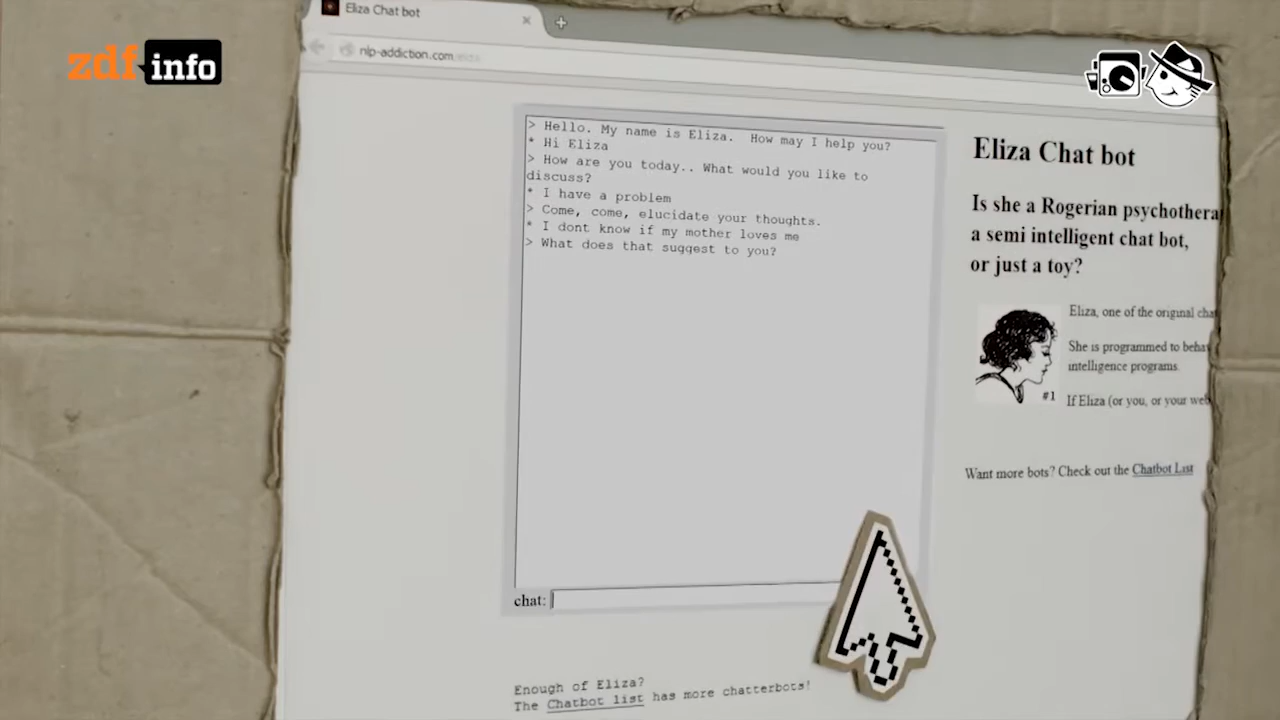 Eliza Chat bot
zdf info
nlp-addiction.com/eliza
> Hello. My name is Eliza.  How may I help you?
* Hi Eliza
> How are you today.. What would you like to
discuss?
* I have a problem
> Come, come, elucidate your thoughts.
* I dont know if my mother loves me
> What does that suggest to you?
chat:
Enough of Eliza?
The Chatbot list has more chatterbots!
Eliza Chat bot
Is she a Rogerian psychothera
a semi intelligent chat bot,
or just a toy?
#1
Eliza, one of the original cha
She is programmed to beha
intelligence programs.
If Eliza (or you, or your web
Want more bots? Check out the Chatbot List